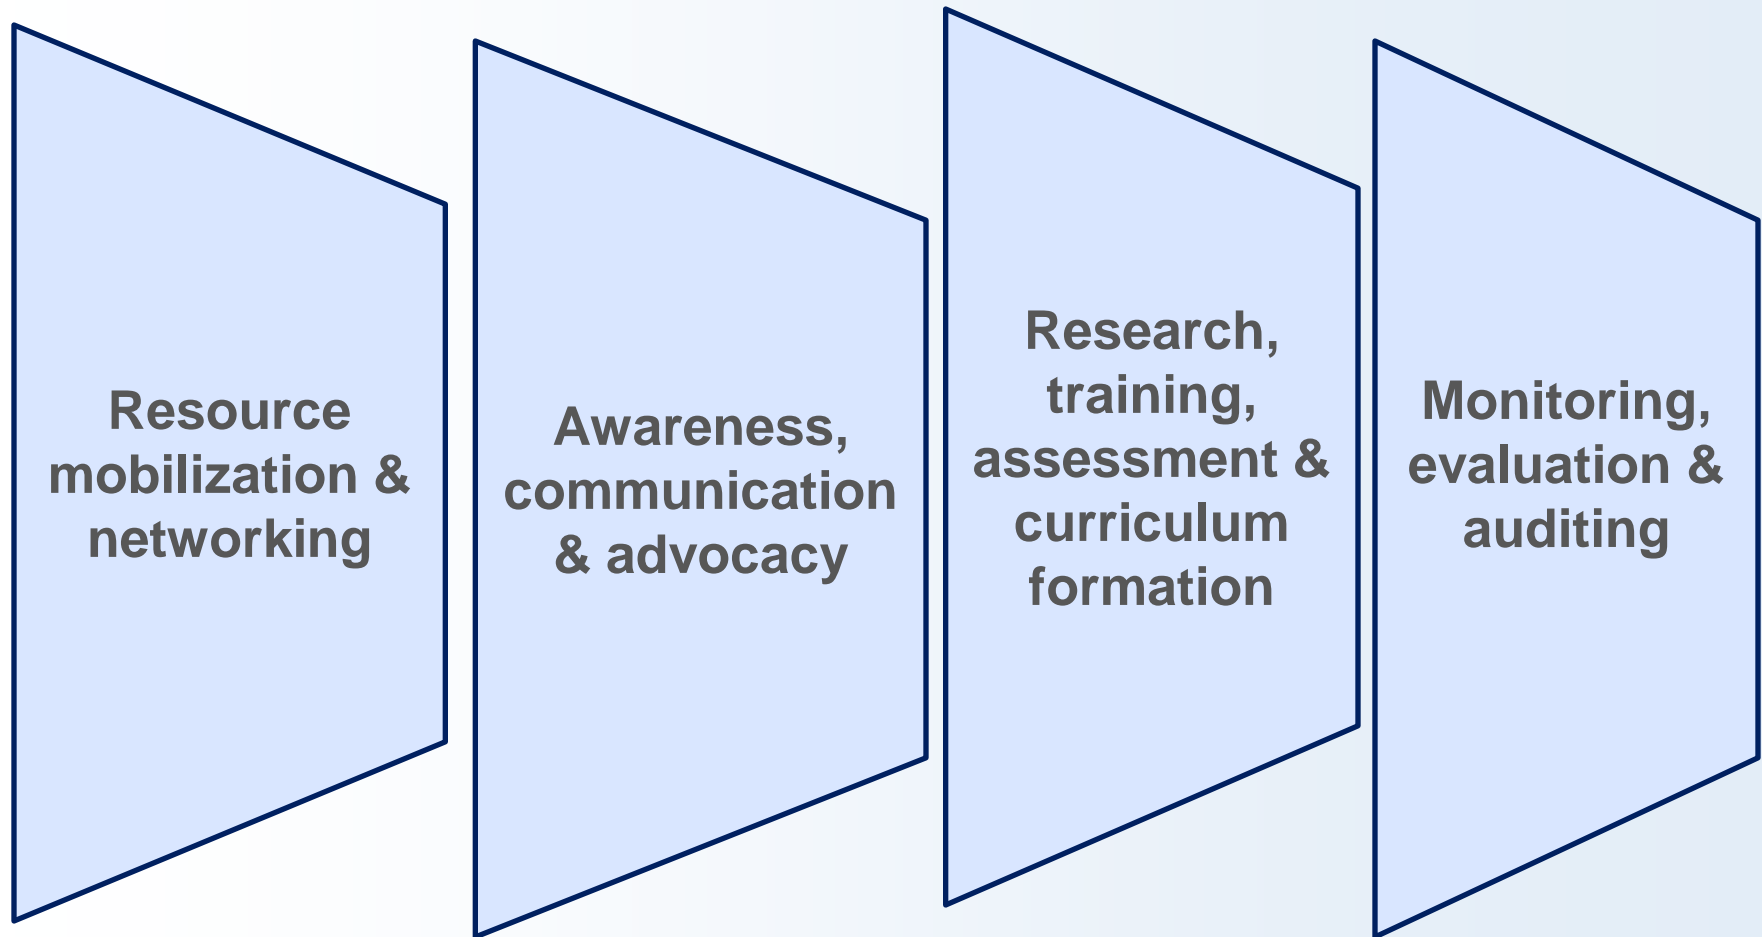 Resource
mobilization &
networking
Awareness,
communication
& advocacy
Research,
training,
assessment &
curriculum
formation
Monitoring,
evaluation &
auditing